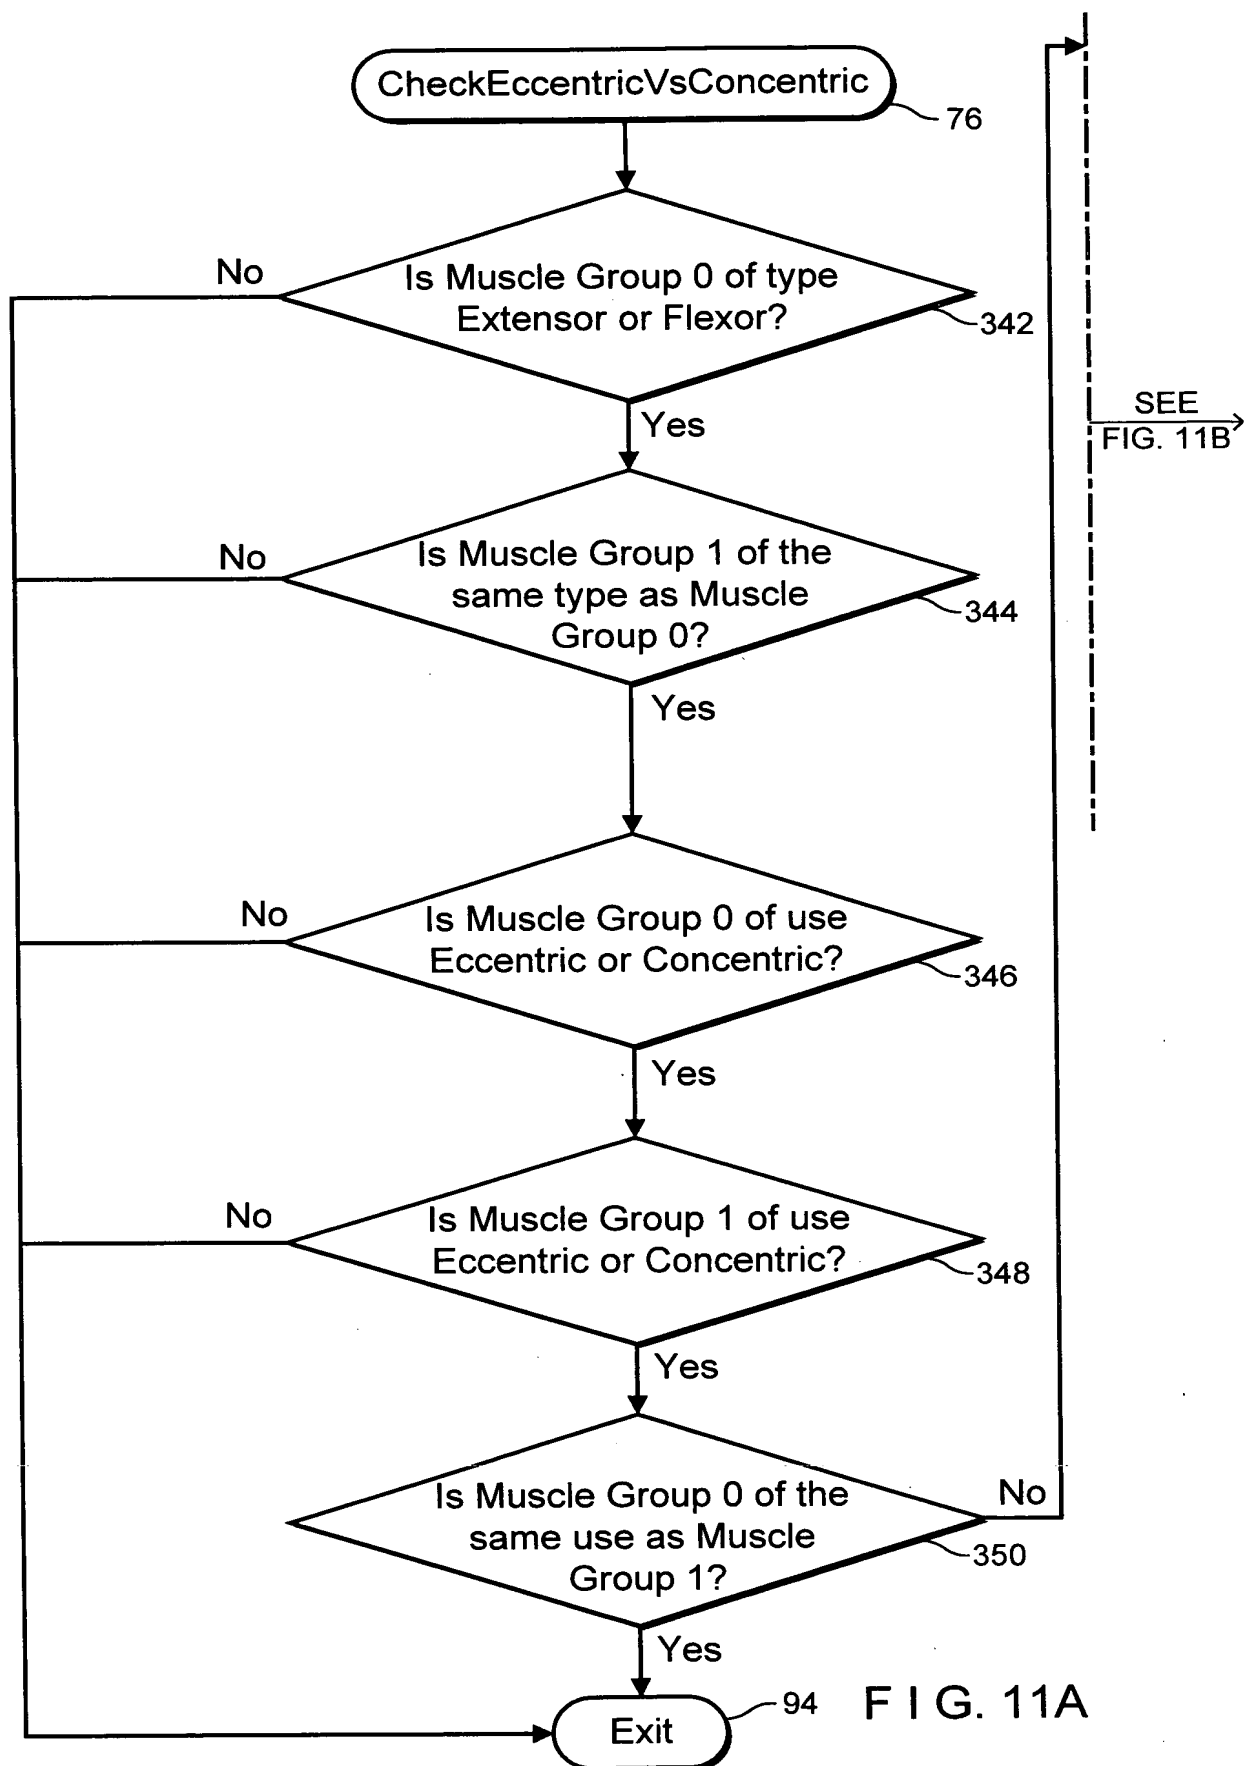 CheckEccentricVsConcentric
76
No
Is Muscle Group 0 of type
Extensor or Flexor?
342
Yes
SEE
FIG. 11B
No
Is Muscle Group 1 of the
same type as Muscle
Group 0?
344
Yes
No
Is Muscle Group 0 of use
Eccentric or Concentric?
346
Yes
No
Is Muscle Group 1 of use
Eccentric or Concentric?
348
Yes
Is Muscle Group 0 of the
same use as Muscle
Group 1?
No
350
Yes
Exit
94
FIG. 11A